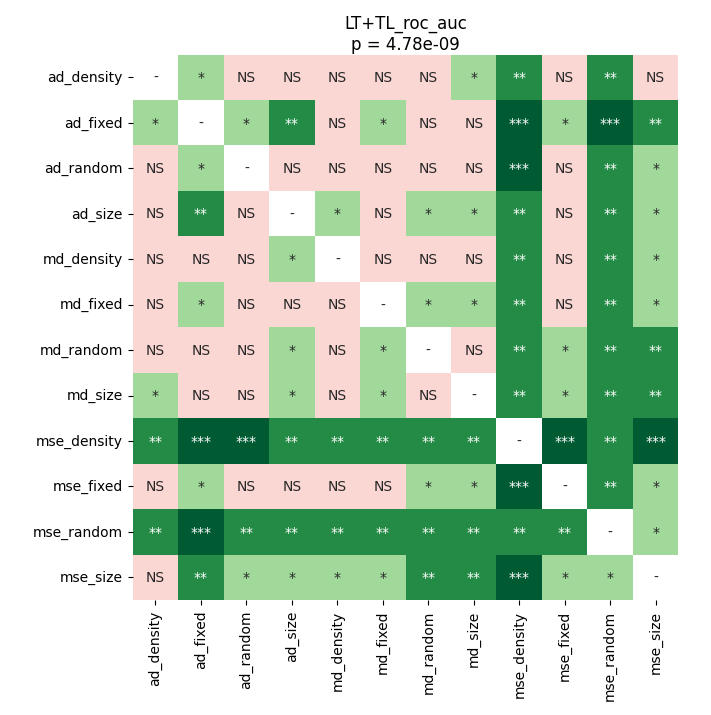 LT+TL_roc_auc
p = 4.78e-09
ad_density - * NS NS NS NS NS * ** NS ** NS
ad_fixed * - * ** NS * NS NS *** * *** **
ad_random NS * - NS NS NS NS NS *** NS ** *
ad_size NS ** NS - * NS * * ** NS ** *
md_density NS NS NS * - NS NS NS ** NS ** *
md_fixed NS * NS NS NS - * * ** NS ** *
md_random NS NS NS * NS * - NS ** * ** **
md_size * NS NS * NS * NS - ** * ** **
mse_density ** *** *** ** ** ** ** ** - *** ** ***
mse_fixed NS * NS NS NS NS * * *** - ** *
mse_random ** *** ** ** ** ** ** ** ** ** - *
mse_size NS ** * * * * ** ** *** * * -
ad_density
ad_fixed
ad_random
ad_size
md_density
md_fixed
md_random
md_size
mse_density
mse_fixed
mse_random
mse_size